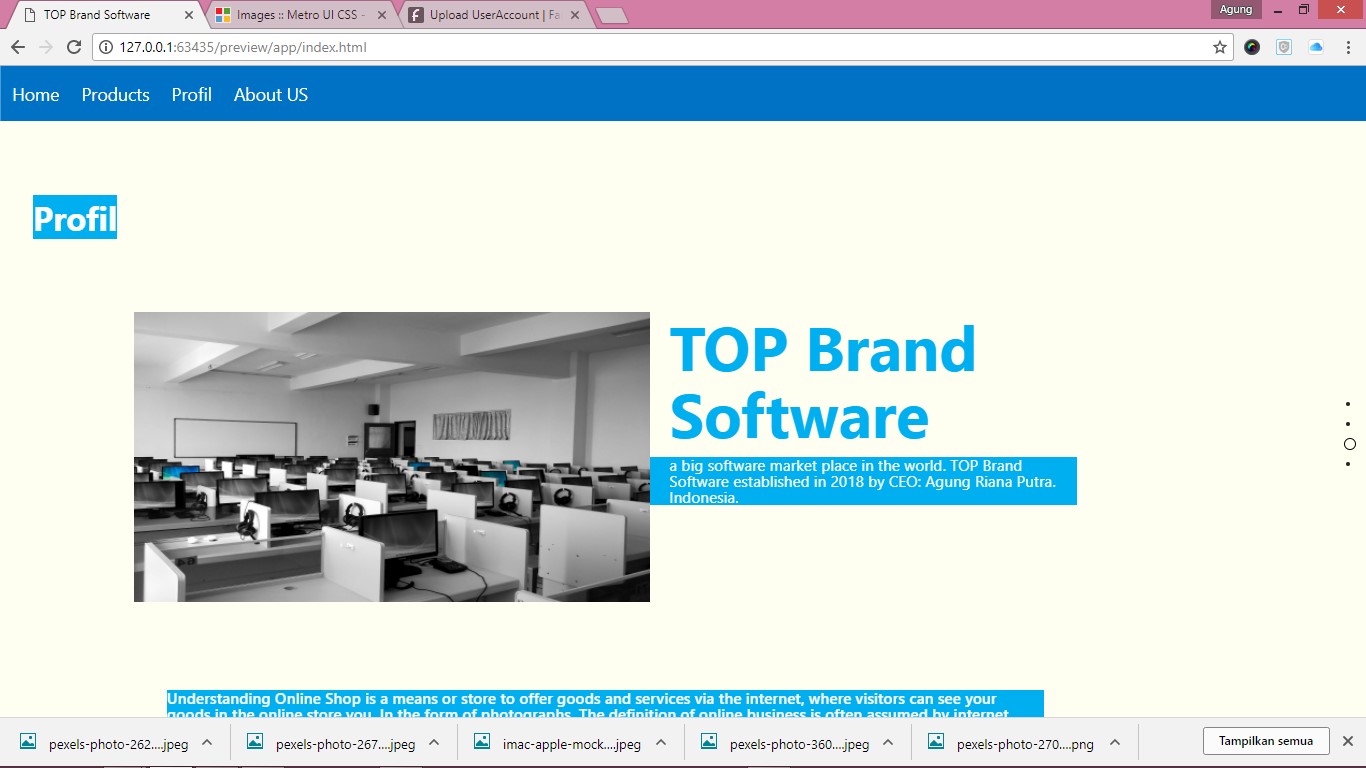 TOP Brand Software
Images :: Metro UI CSS -
Upload UserAccount | Fa
Agung
127.0.0.1:63435/preview/app/index.html
Home Products Profil About US
Profil
TOP Brand
Software
a big software market place in the world. TOP Brand
Software established in 2018 by CEO: Agung Riana Putra.
Indonesia.
Understanding Online Shop is a means or store to offer goods and services via the internet, where visitors can see your
goods in the online store you. In the form of photographs. The definition of online business is often assumed by internet
pexels-photo-262....jpeg
pexels-photo-267....jpeg
imac-apple-mock....jpeg
pexels-photo-360....jpeg
pexels-photo-270....png
Tampilkan semua